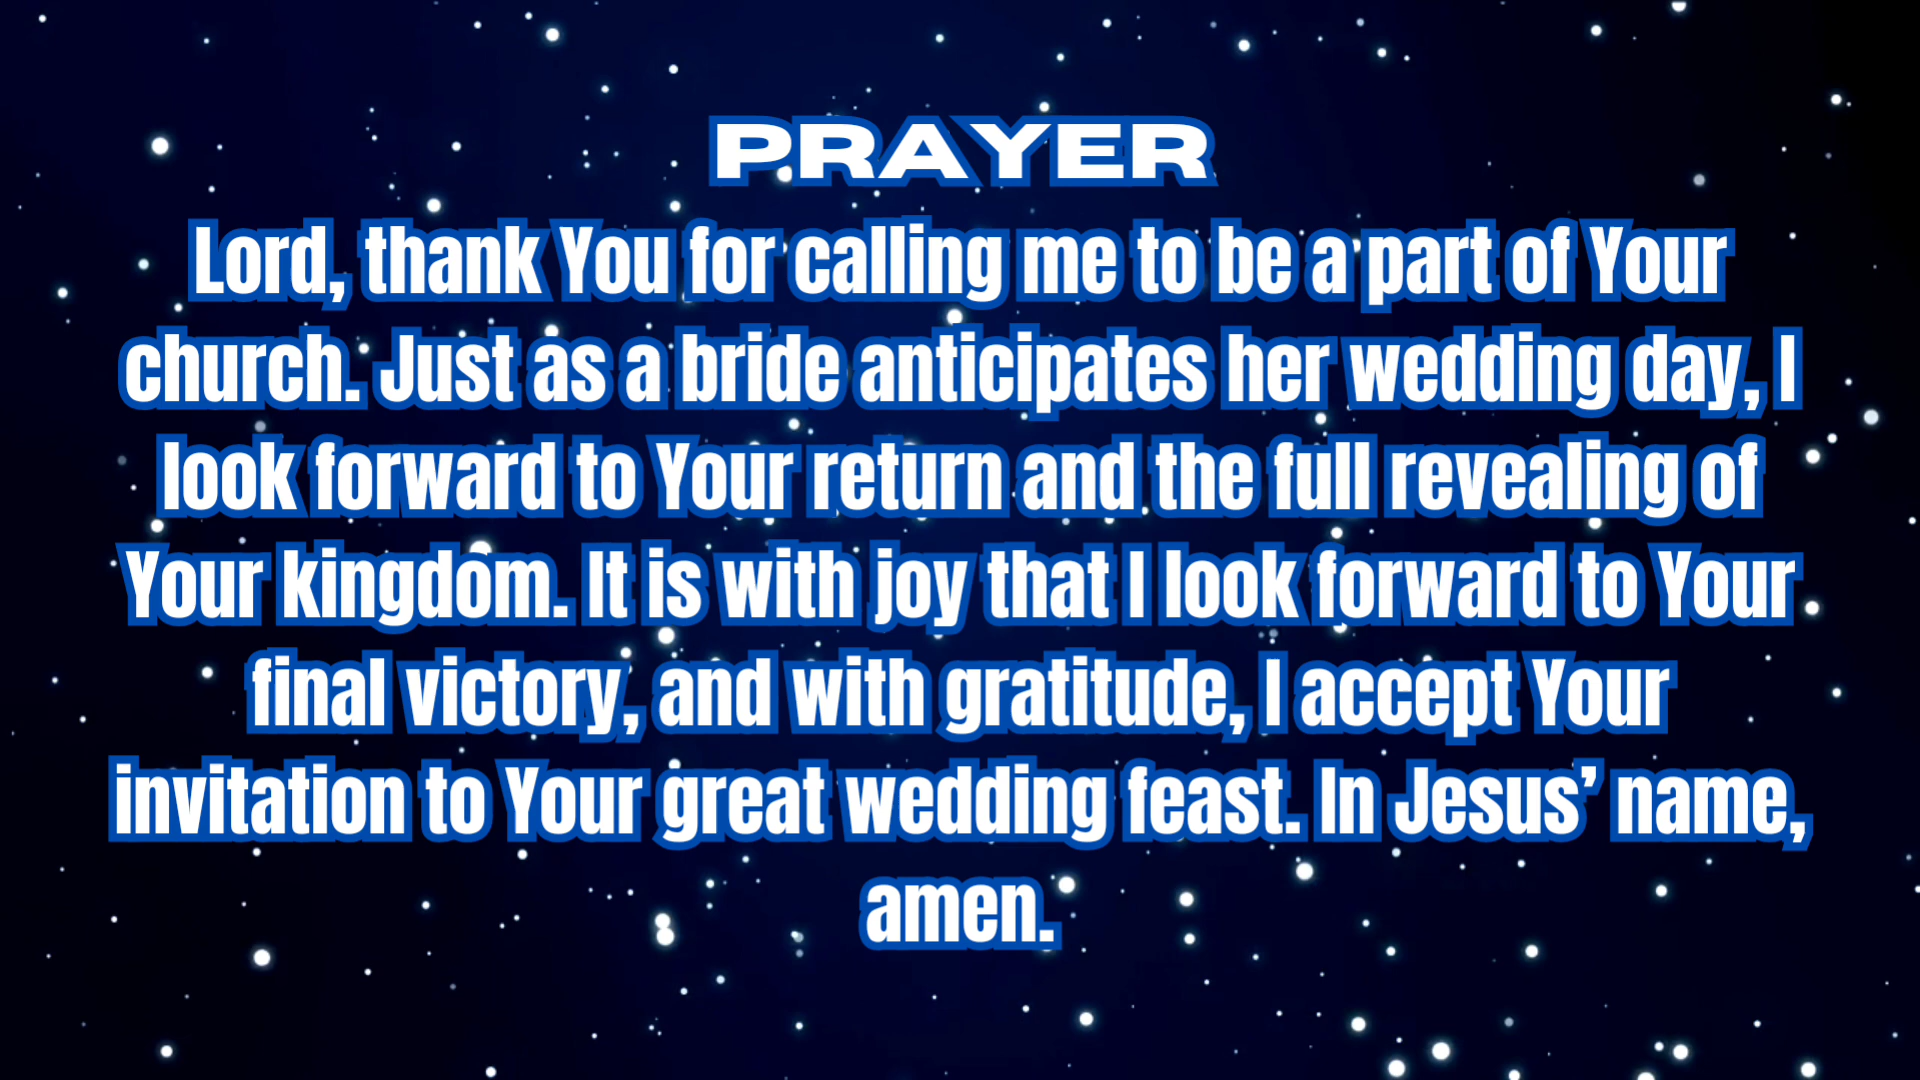 PRAYER
Lord, thank You for calling me to be a part of Your
church. Just as a bride anticipates her wedding day, I
look forward to Your return and the full revealing of
Your kingdom. It is with joy that I look forward to Your
final victory, and with gratitude, I accept Your
invitation to Your great wedding feast. In Jesus’ name,
amen.